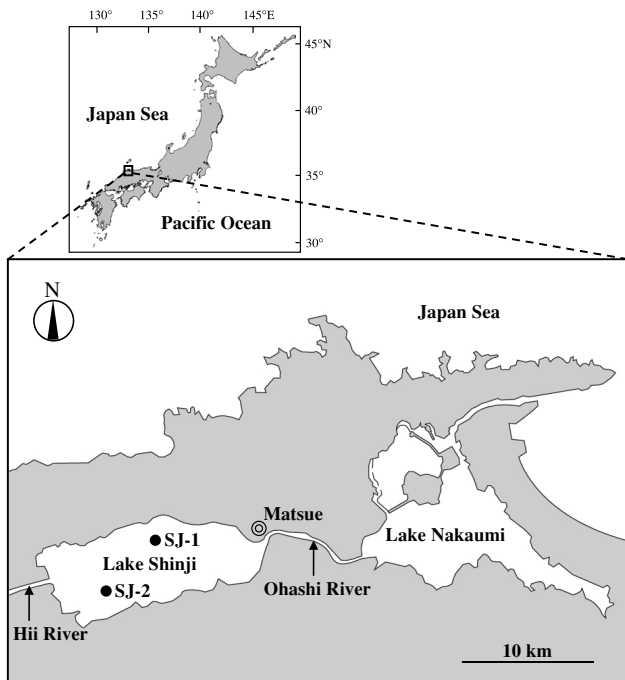 130° 135° 140° 145°E
45°N
40°
Japan Sea
35°
Pacific Ocean
30°
N
Japan Sea
Matsue
SJ-1
Lake Nakaumi
Lake Shinji
SJ-2
Ohashi River
Hii River
10 km